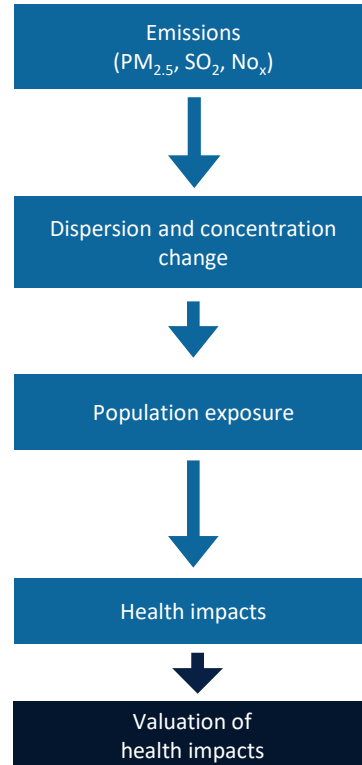 Emissions
(PM2.5, SO2, Nox)
Dispersion and concentration
change
Population exposure
Health impacts
Valuation of
health impacts